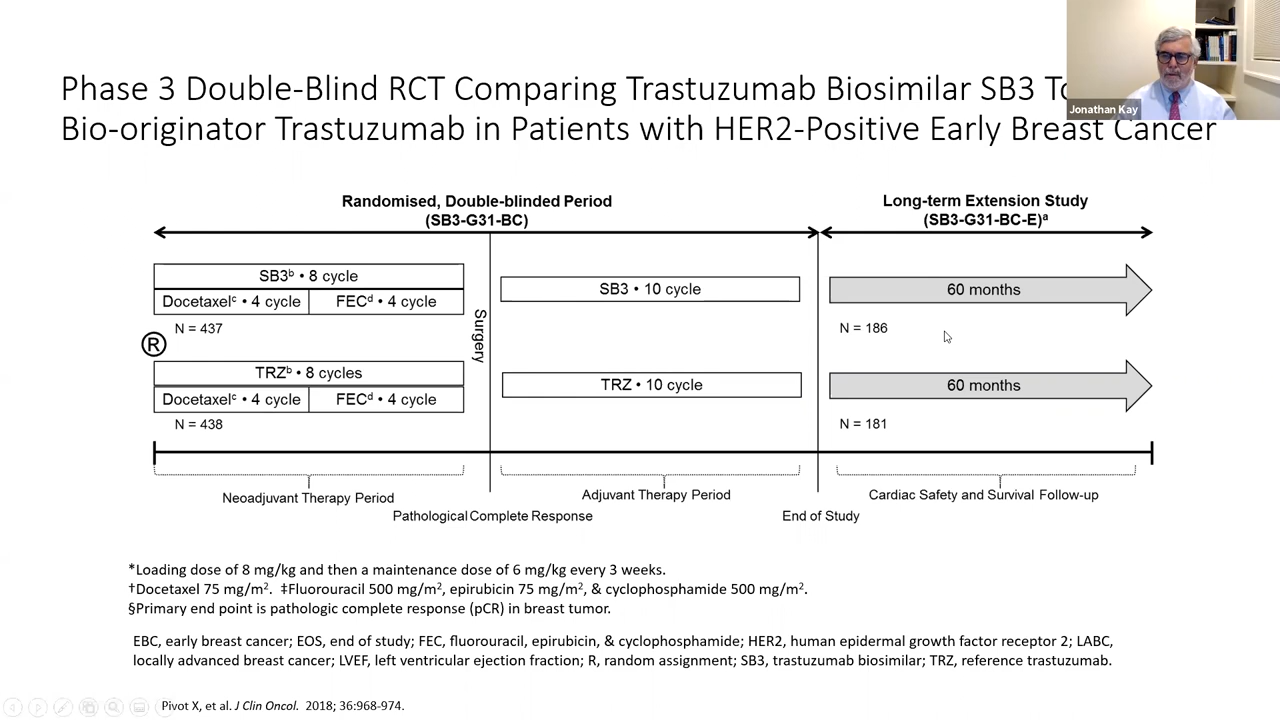 Jonathan Kay
Phase 3 Double-Blind RCT Comparing Trastuzumab Biosimilar SB3 To
Bio-originator Trastuzumab in Patients with HER2-Positive Early Breast Cancer
Randomised, Double-blinded Period
(SB3-G31-BC)
Long-term Extension Study
(SB3-G31-BC-E)ᵃ
SB3ᵇ • 8 cycle
Docetaxelᶜ • 4 cycle
FECᵈ • 4 cycle
N = 437
Ⓡ
TRZᵇ • 8 cycles
Docetaxelᶜ • 4 cycle
FECᵈ • 4 cycle
N = 438
Surgery
SB3 • 10 cycle
TRZ • 10 cycle
60 months
N = 186
60 months
N = 181
Neoadjuvant Therapy Period
Adjuvant Therapy Period
Cardiac Safety and Survival Follow-up
Pathological Complete Response
End of Study
*Loading dose of 8 mg/kg and then a maintenance dose of 6 mg/kg every 3 weeks.
†Docetaxel 75 mg/m². ‡Fluorouracil 500 mg/m², epirubicin 75 mg/m², & cyclophosphamide 500 mg/m².
§Primary end point is pathologic complete response (pCR) in breast tumor.
EBC, early breast cancer; EOS, end of study; FEC, fluorouracil, epirubicin, & cyclophosphamide; HER2, human epidermal growth factor receptor 2; LABC,
locally advanced breast cancer; LVEF, left ventricular ejection fraction; R, random assignment; SB3, trastuzumab biosimilar; TRZ, reference trastuzumab.
Pivot X, et al. J Clin Oncol. 2018; 36:968-974.